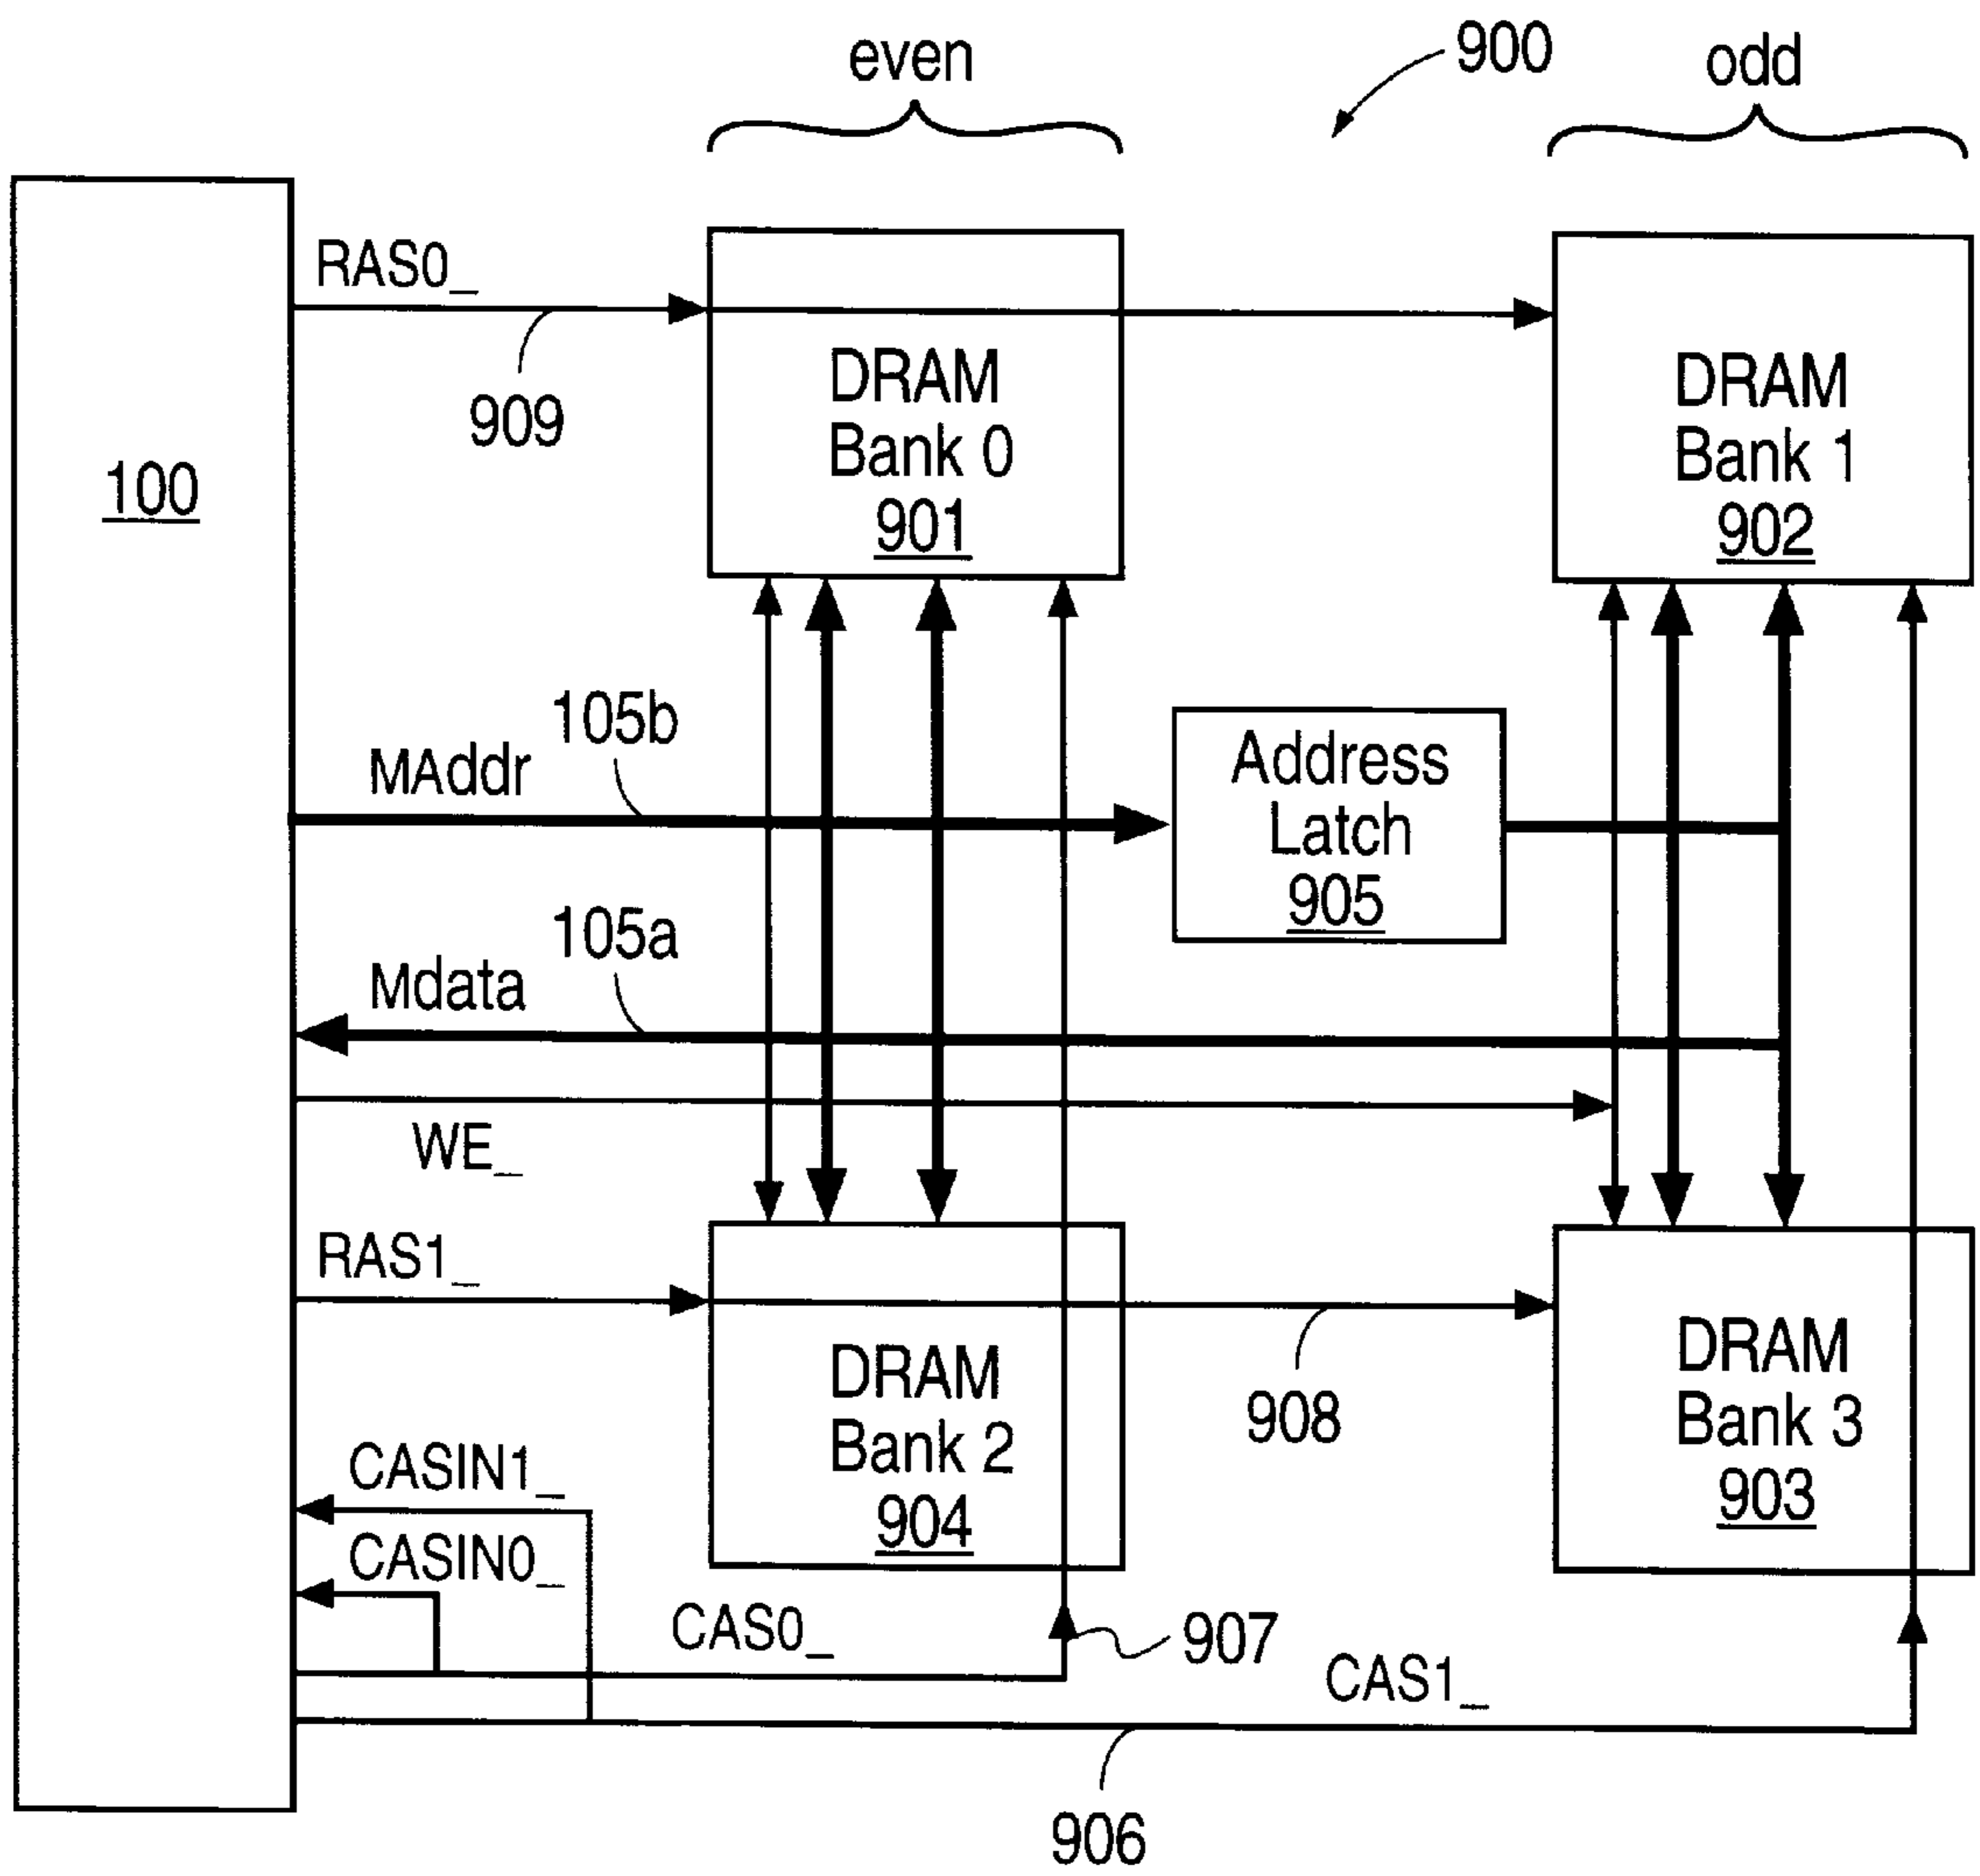 even
900
odd
RAS0_
909
100
DRAM
Bank 0
901
DRAM
Bank 1
902
105b
MAddr
Address
Latch
905
105a
Mdata
WE_
RAS1_
908
DRAM
Bank 2
904
DRAM
Bank 3
903
CASIN1_
CASIN0_
CAS0_
907
CAS1_
906